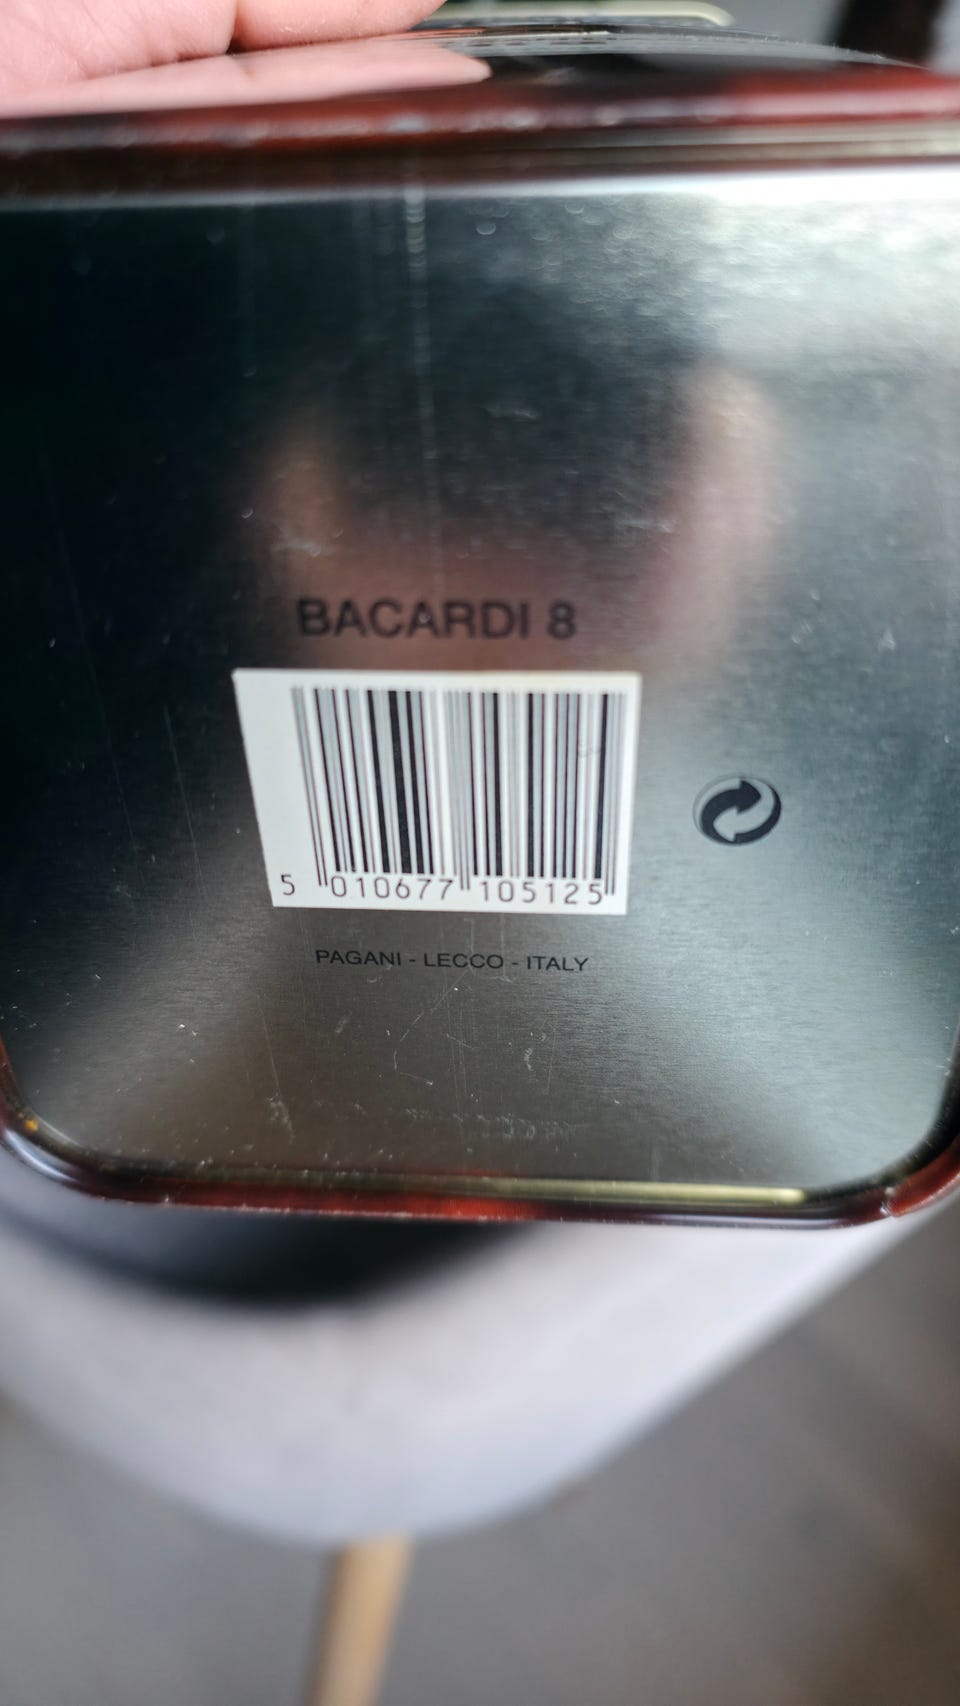 BACARDI 8
5 010677 105125
PAGANI - LECCO - ITALY